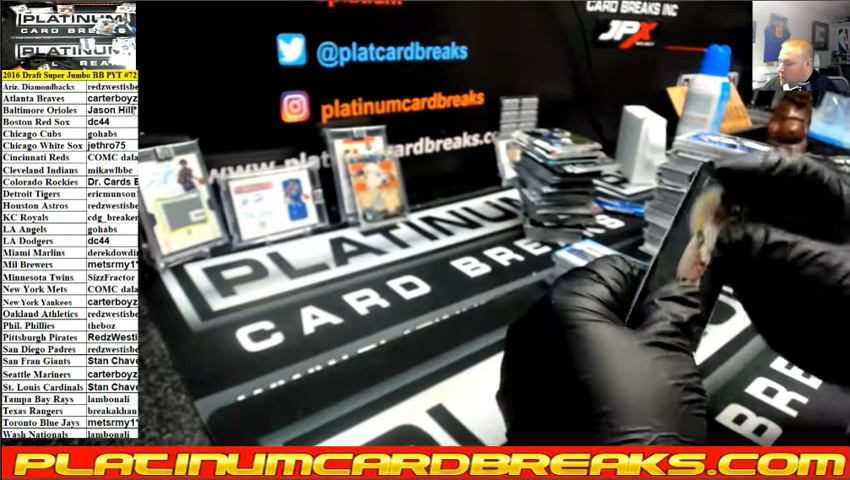 PLATINUM
CARD BREAKS
PLATINUM
2016 Draft Super Jumbo BB PYT #72
Ariz. Diamondbacks redzwestisbe
Atlanta Braves carterboyz
Baltimore Orioles Jason Hill
Boston Red Sox dc44
Chicago Cubs gohabs
Chicago White Sox jethro75
Cincinnati Reds COMC dala
Cleveland Indians mikawlbbc
Colorado Rockies Dr. Cards B
Detroit Tigers ericmunson
Houston Astros redzwestisbe
KC Royals cdg_breaker
LA Angels gohabs
LA Dodgers dc44
Miami Marlins derekdowdin
Mil Brewers metsrmy1
Minnesota Twins SizzFractor
New York Mets COMC dala
New York Yankees carterboyz
Oakland Athletics redzwestisbe
Phil. Phillies theboz
Pittsburgh Pirates RedzWesti
San Diego Padres redzwestisbe
San Fran Giants Stan Chave
Seattle Mariners carterboyz
St. Louis Cardinals Stan Chave
Tampa Bay Rays lambonali
Texas Rangers breakakhan
Toronto Blue Jays metsrmy1
Wash Nationals lambonali
@platcardbreaks
platinumcardbreaks
www.platinumcardbreaks.co
CARD BREAKS INC
JPX
PLATINUM
CARD BREAKS
BRE
PLATINUMCARDBREAKS.COM